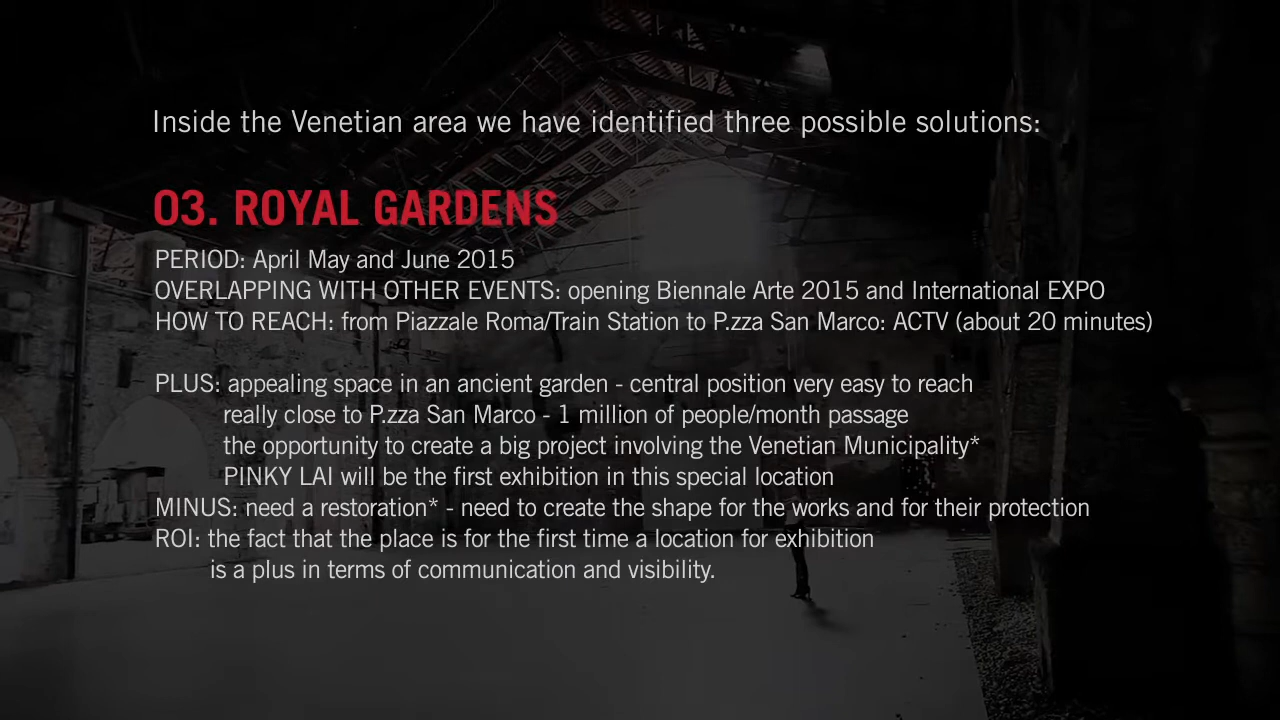 Inside the Venetian area we have identified three possible solutions:
03. ROYAL GARDENS
PERIOD: April May and June 2015
OVERLAPPING WITH OTHER EVENTS: opening Biennale Arte 2015 and International EXPO
HOW TO REACH: from Piazzale Roma/Train Station to P.zza San Marco: ACTV (about 20 minutes)
PLUS: appealing space in an ancient garden - central position very easy to reach
really close to P.zza San Marco - 1 million of people/month passage
the opportunity to create a big project involving the Venetian Municipality*
PINKY LAI will be the first exhibition in this special location
MINUS: need a restoration* - need to create the shape for the works and for their protection
ROI: the fact that the place is for the first time a location for exhibition
is a plus in terms of communication and visibility.